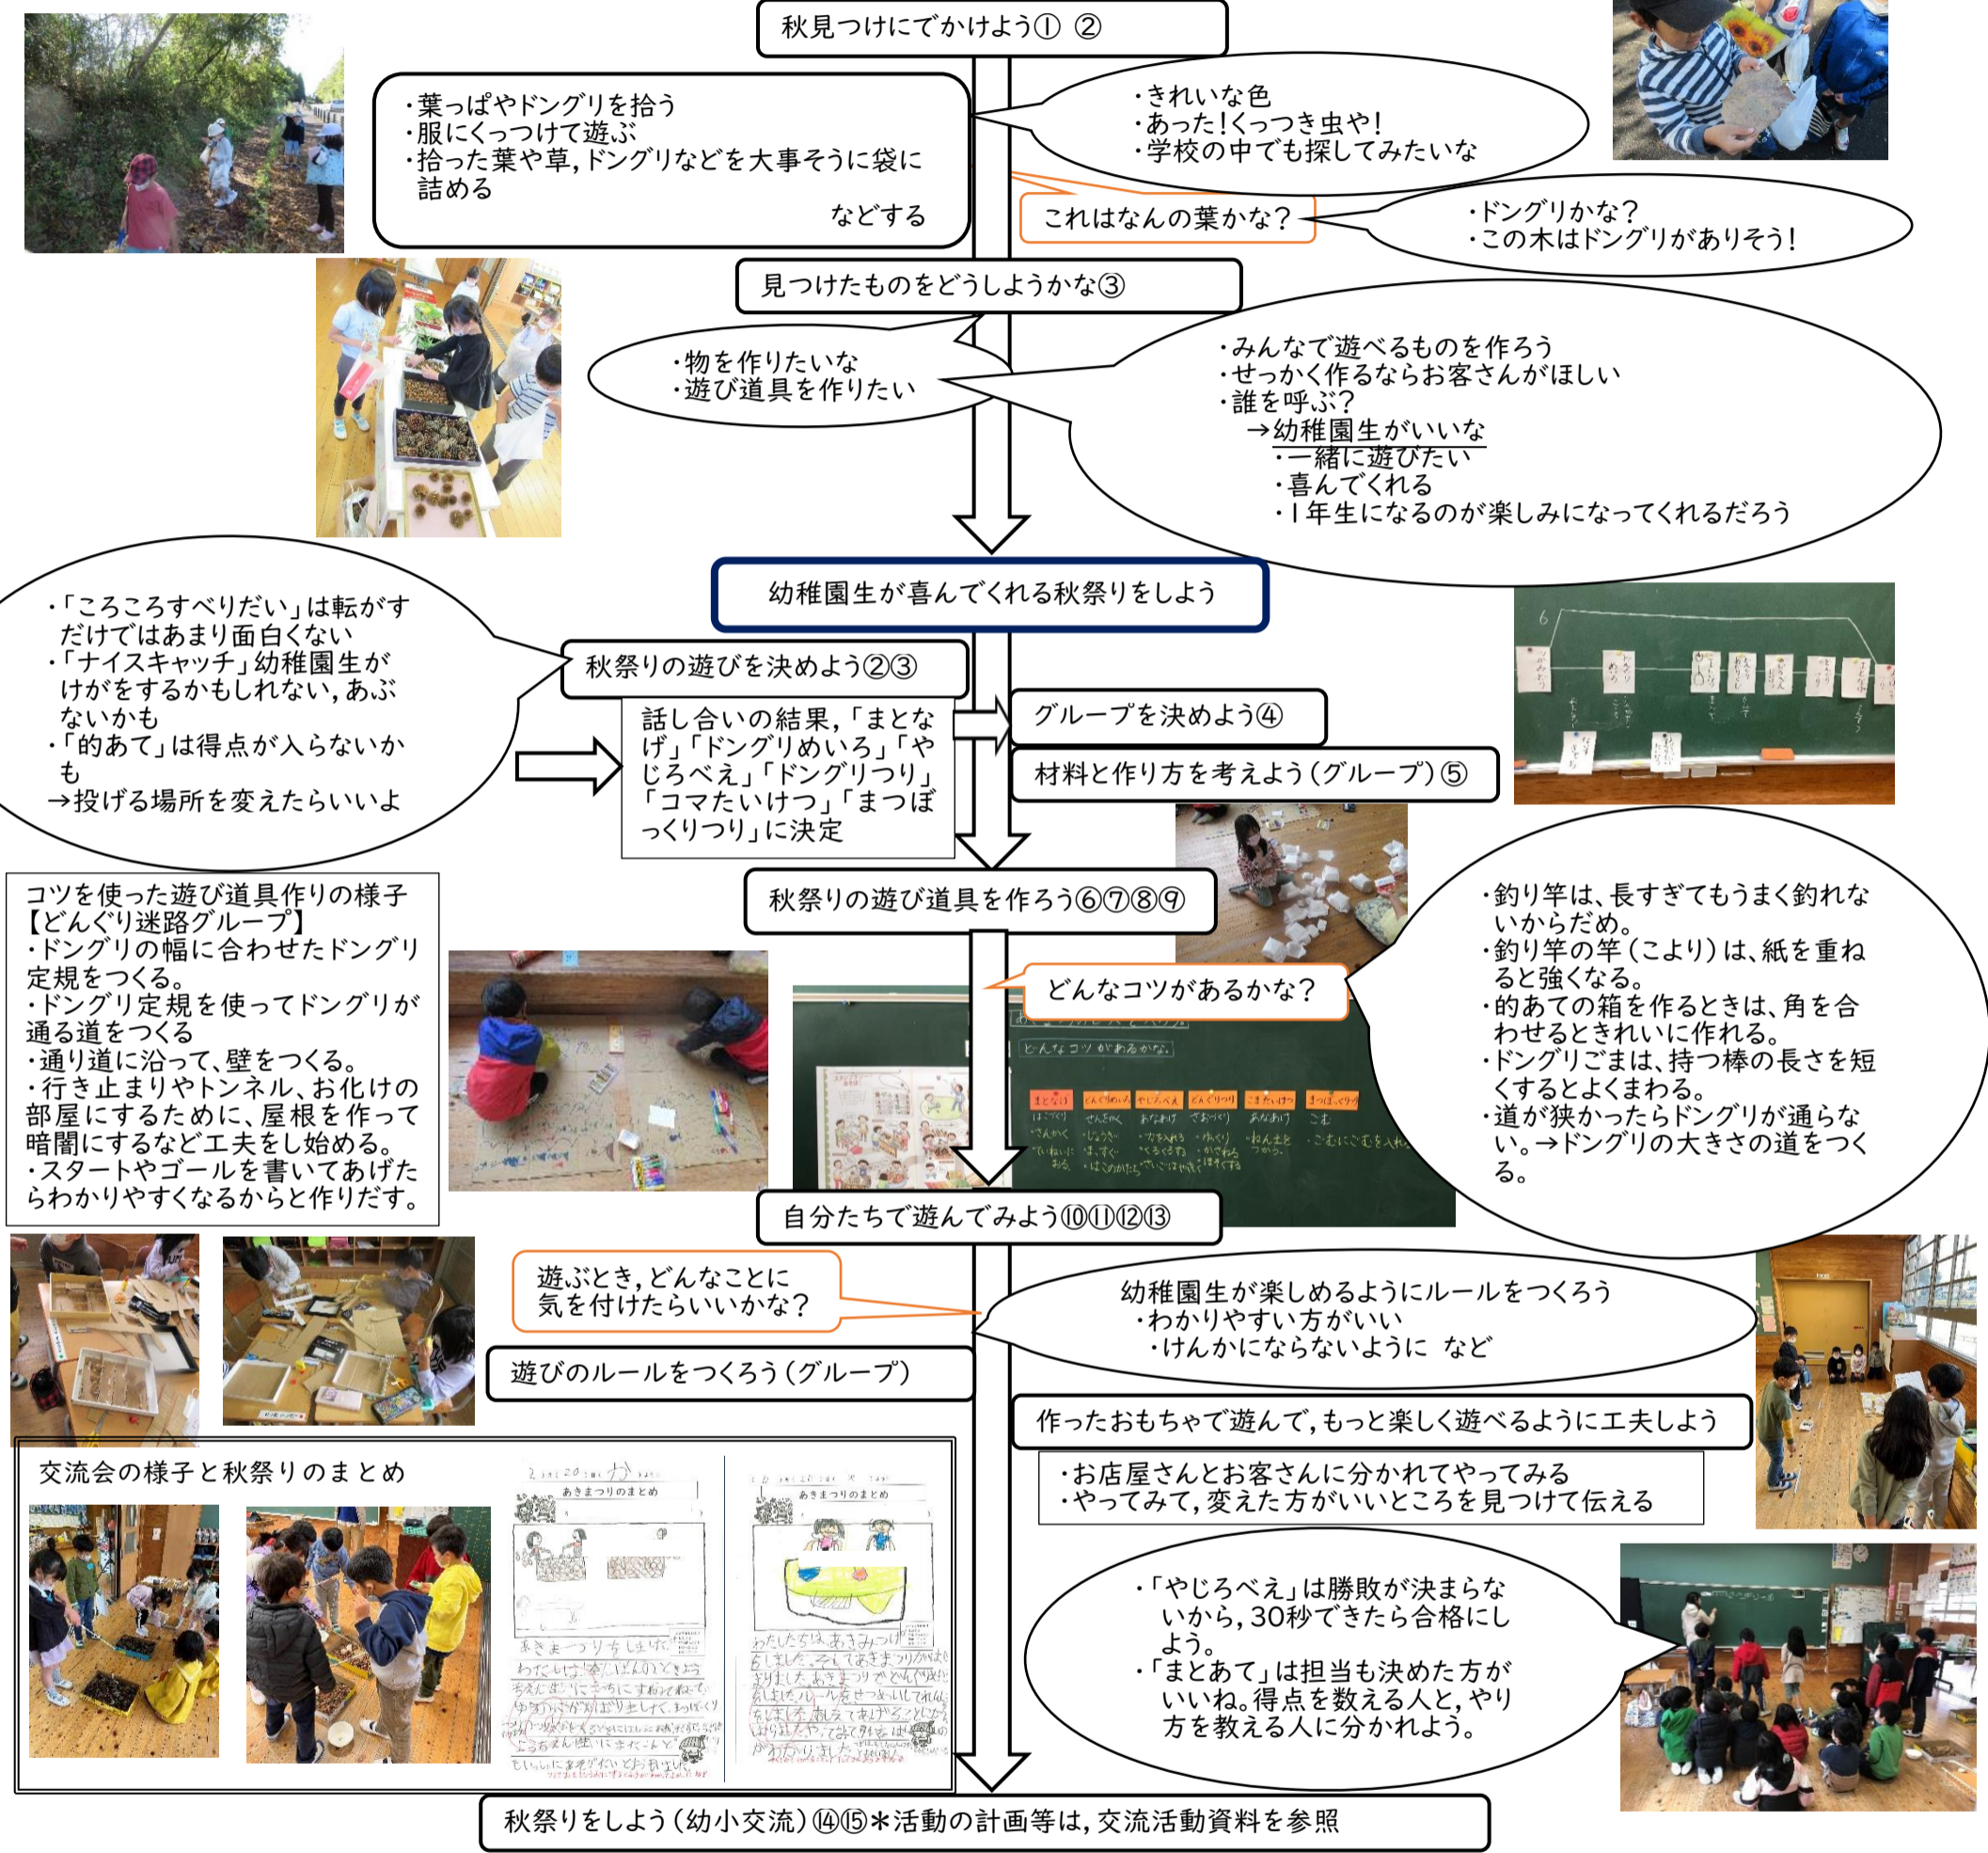 秋見つけにでかけよう① ②
・葉っぱやドングリを拾う
・服にくっつけて遊ぶ
・拾った葉や草,ドングリなどを大事そうに袋に
詰める
などする
・きれいな色
・あった!くっつき虫や!
・学校の中でも探してみたいな
これはなんの葉かな?
・ドングリかな?
・この木はドングリがありそう!
見つけたものをどうしようかな③
・物を作りたいな
・遊び道具を作りたい
・みんなで遊べるものを作ろう
・せっかく作るならお客さんがほしい
・誰を呼ぶ?
→幼稚園生がいいな
・一緒に遊びたい
・喜んでくれる
・1年生になるのが楽しみになってくれるだろう
幼稚園生が喜んでくれる秋祭りをしよう
・「ころころすべりだい」は転がす
だけではあまり面白くない
・「ナイスキャッチ」幼稚園生が
けがをするかもしれない,あぶ
ないかも
・「的あて」は得点が入らないか
も
→投げる場所を変えたらいいよ
秋祭りの遊びを決めよう②③
話し合いの結果,「まとな
げ」「ドングリめいろ」「や
じろべえ」「ドングリつり」
「コマたいけつ」「まつぼ
っくりつり」に決定
グループを決めよう④
材料と作り方を考えよう(グループ)⑤
秋祭りの遊び道具を作ろう⑥⑦⑧⑨
コツを使った遊び道具作りの様子
【どんぐり迷路グループ】
・ドングリの幅に合わせたドングリ
定規をつくる。
・ドングリ定規を使ってドングリが
通る道をつくる
・通り道に沿って、壁をつくる。
・行き止まりやトンネル、お化けの
部屋にするために、屋根を作って
暗闇にするなど工夫をし始める。
・スタートやゴールを書いてあげた
らわかりやすくなるからと作りだす。
どんなコツがあるかな?
どんなコツがあるかな。
まとなげ
どんぐりめいろ
やじろべえ
どんぐりつり
こまたいけつ
・釣り竿は、長すぎてもうまく釣れな
いからだめ。
・釣り竿の竿(こより)は、紙を重ね
ると強くなる。
・的あての箱を作るときは、角を合
わせるときれいに作れる。
・ドングリごまは、持つ棒の長さを短
くするとよくまわる。
・道が狭かったらドングリが通らな
い。→ドングリの大きさの道をつく
る。
自分たちで遊んでみよう⑩⑪⑫⑬
遊ぶとき,どんなことに
気を付けたらいいかな?
幼稚園生が楽しめるようにルールをつくろう
・わかりやすい方がいい
・けんかにならないように など
遊びのルールをつくろう(グループ)
作ったおもちゃで遊んで,もっと楽しく遊べるように工夫しよう
・お店屋さんとお客さんに分かれてやってみる
・やってみて,変えた方がいいところを見つけて伝える
交流会の様子と秋祭りのまとめ
あきまつりのまとめ
あきまつりのまとめ
・「やじろべえ」は勝敗が決まらな
いから,30秒できたら合格にし
よう。
・「まとあて」は担当も決めた方が
いいね。得点を数える人と,やり
方を教える人に分かれよう。
秋祭りをしよう(幼小交流)⑭⑮*活動の計画等は,交流活動資料を参照